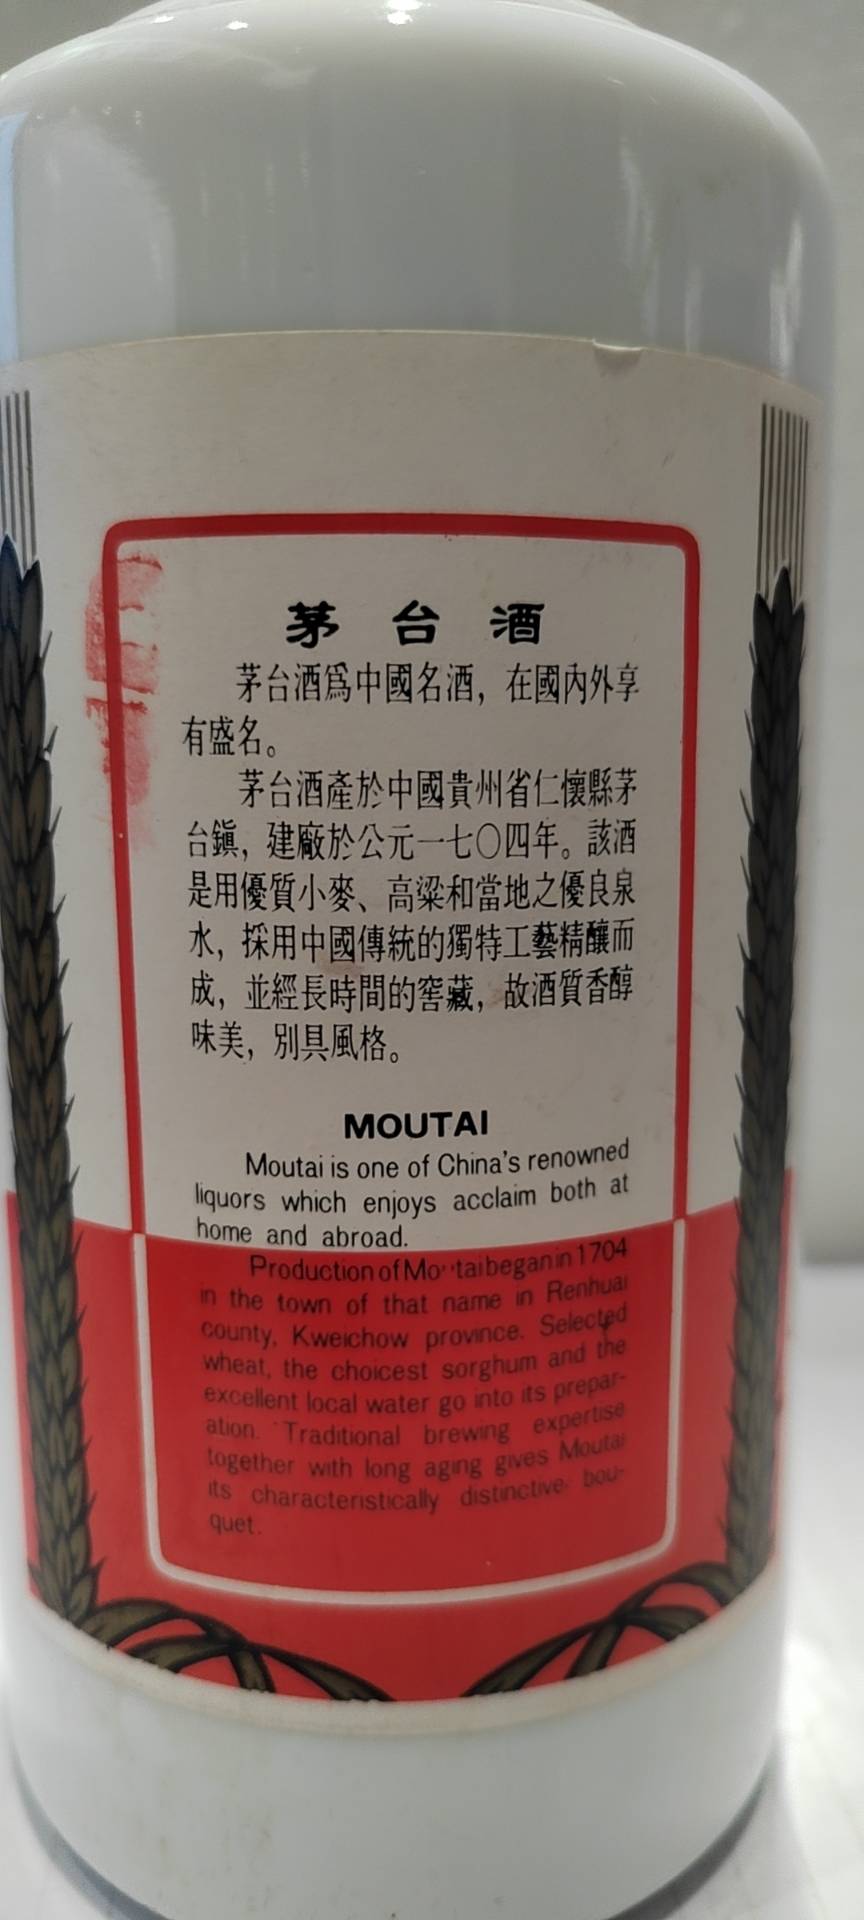 茅台酒
茅台酒爲中國名酒，在國內外享
有盛名。
茅台酒產於中國貴州省仁懷縣茅
台鎮，建廠於公元一七〇四年。該酒
是用優質小麥、高粱和當地之優良泉
水，採用中國傳統的獨特工藝精釀而
成，並經長時間的窖藏，故酒質香醇
味美，別具風格。
MOUTAI
Moutai is one of China's renowned
liquors which enjoys acclaim both at
home and abroad.
Production of Moutai began in 1704
in the town of that name in Renhuai
county, Kweichow province. Selected
wheat, the choicest sorghum and the
excellent local water go into its prepar-
ation. Traditional brewing expertise
together with long aging gives Moutai
its characteristically distinctive bou-
quet.